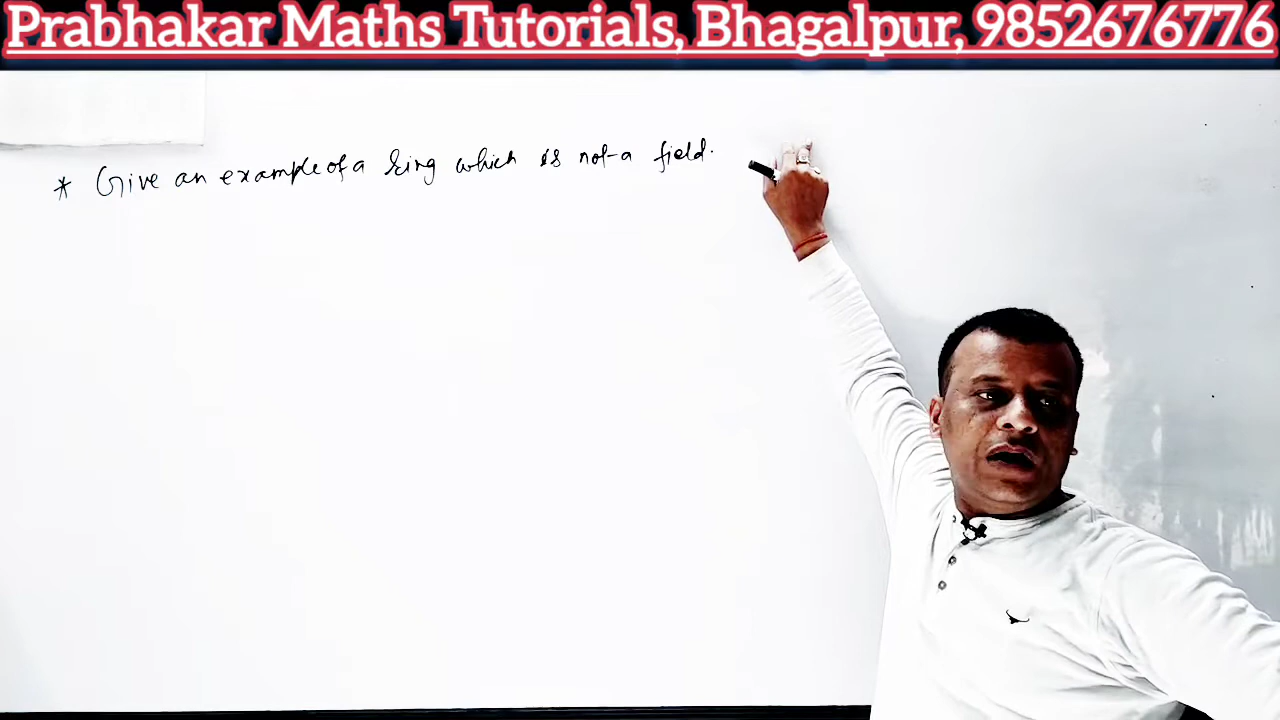 Prabhakar Maths Tutorials, Bhagalpur, 9852676776
* Give an example of a ring which is not a field.